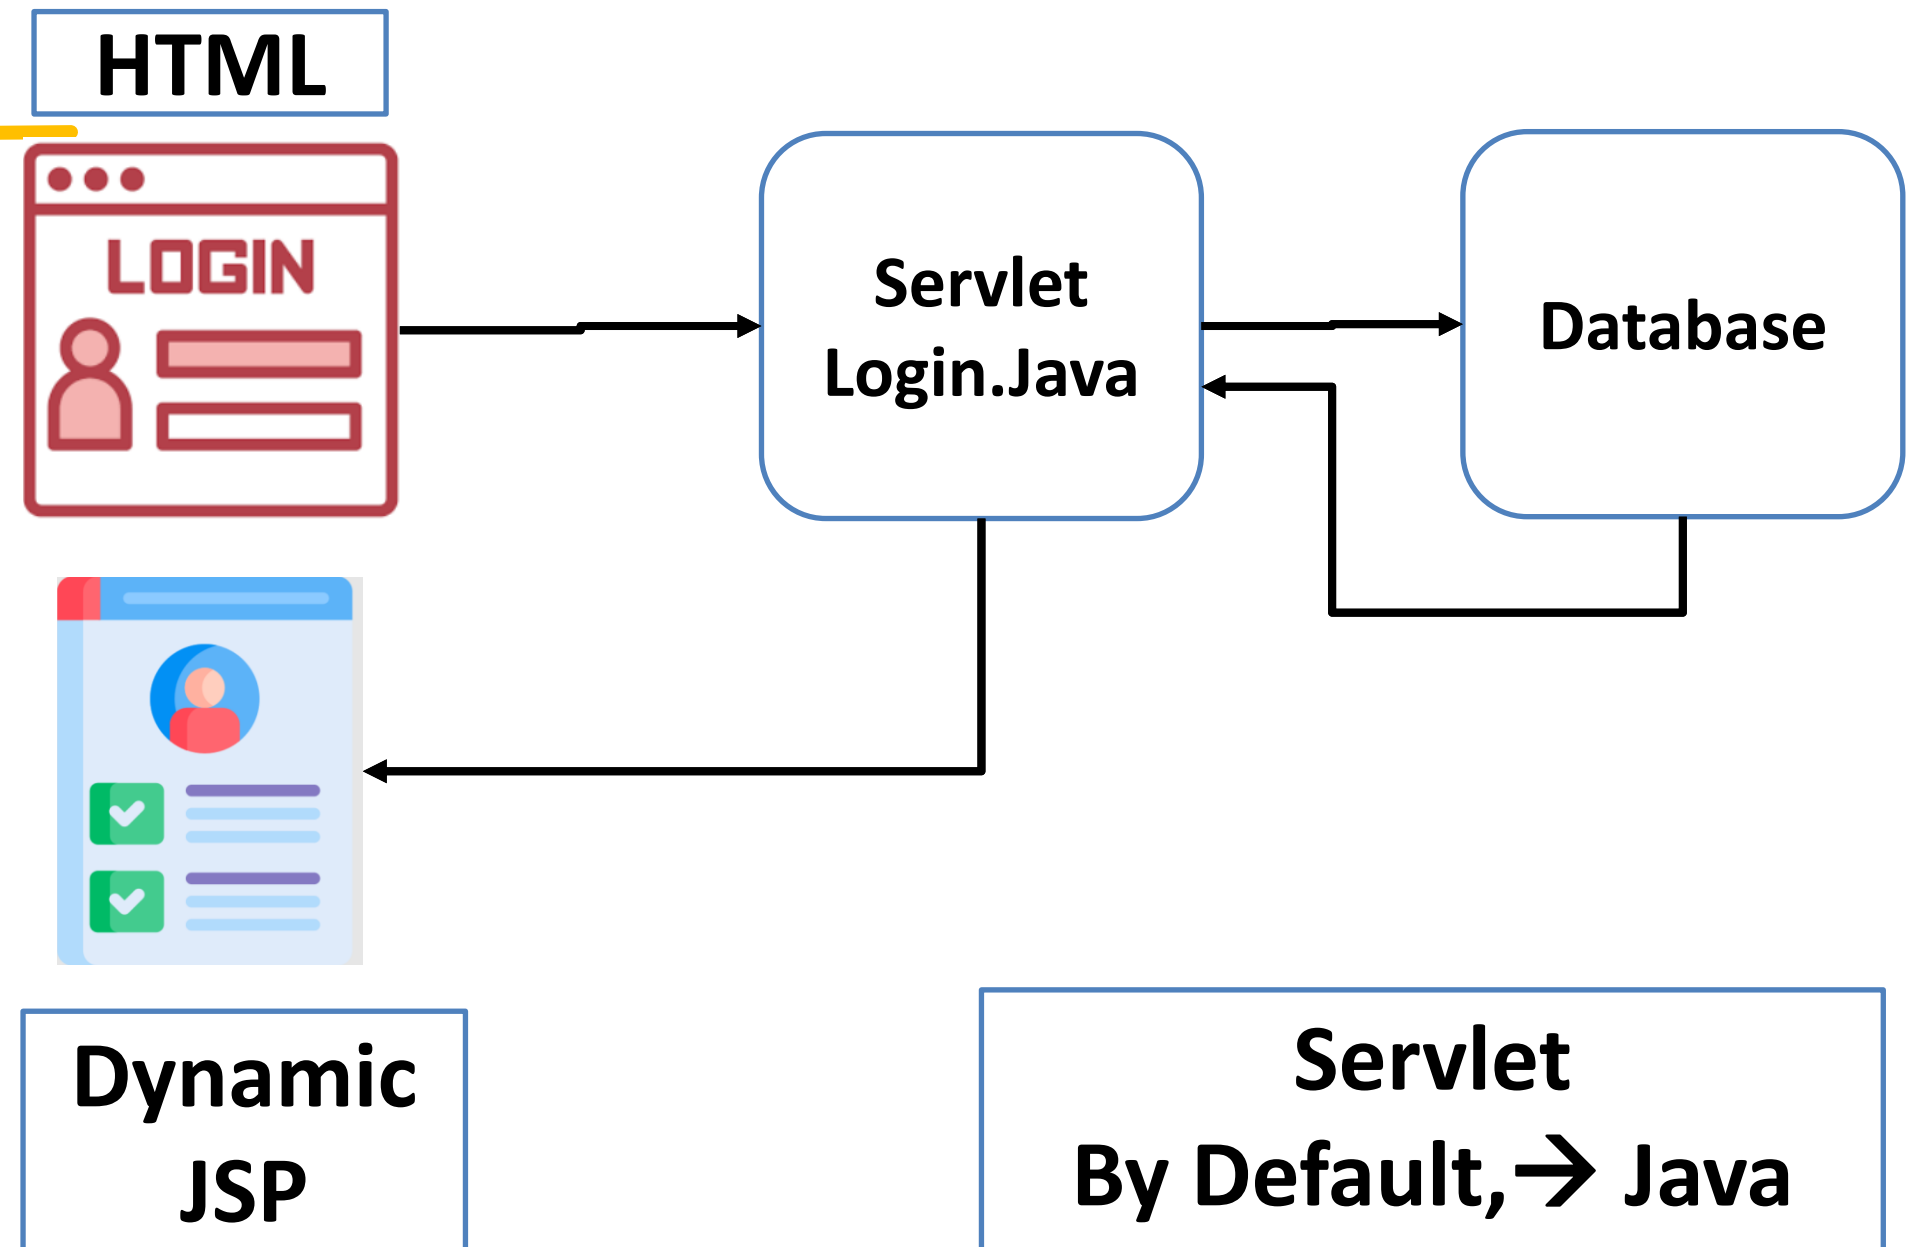 HTML
LOGIN
Servlet
Login.Java
Database
Dynamic
JSP
Servlet
By Default,→ Java